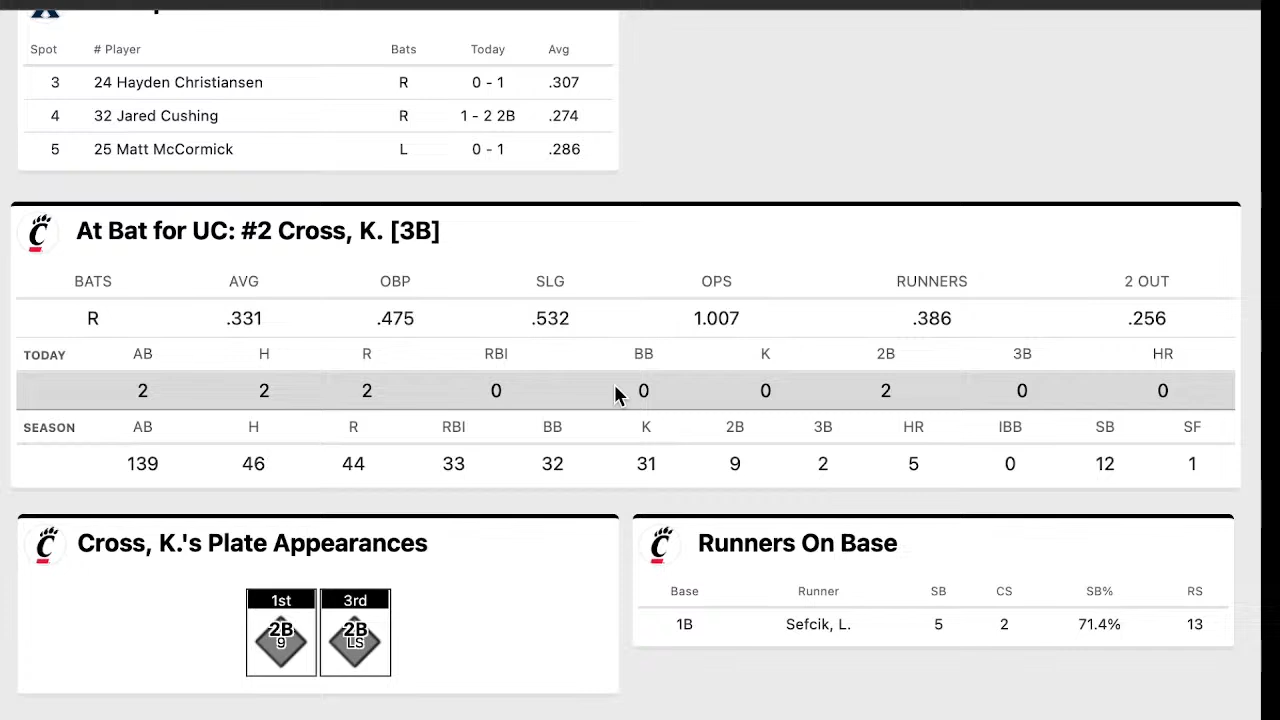 Spot # Player Bats Today Avg
3 24 Hayden Christiansen R 0 - 1 .307
4 32 Jared Cushing R 1 - 2 2B .274
5 25 Matt McCormick L 0 - 1 .286
C At Bat for UC: #2 Cross, K. [3B]
BATS AVG OBP SLG OPS RUNNERS 2 OUT
R .331 .475 .532 1.007 .386 .256
TODAY AB H R RBI BB K 2B 3B HR
2 2 2 0 0 0 2 0 0
SEASON AB H R RBI BB K 2B 3B HR IBB SB SF
139 46 44 33 32 31 9 2 5 0 12 1
C Cross, K.'s Plate Appearances
1st 3rd
2B 2B
9 LS
C Runners On Base
Base Runner SB CS SB% RS
1B Sefcik, L. 5 2 71.4% 13